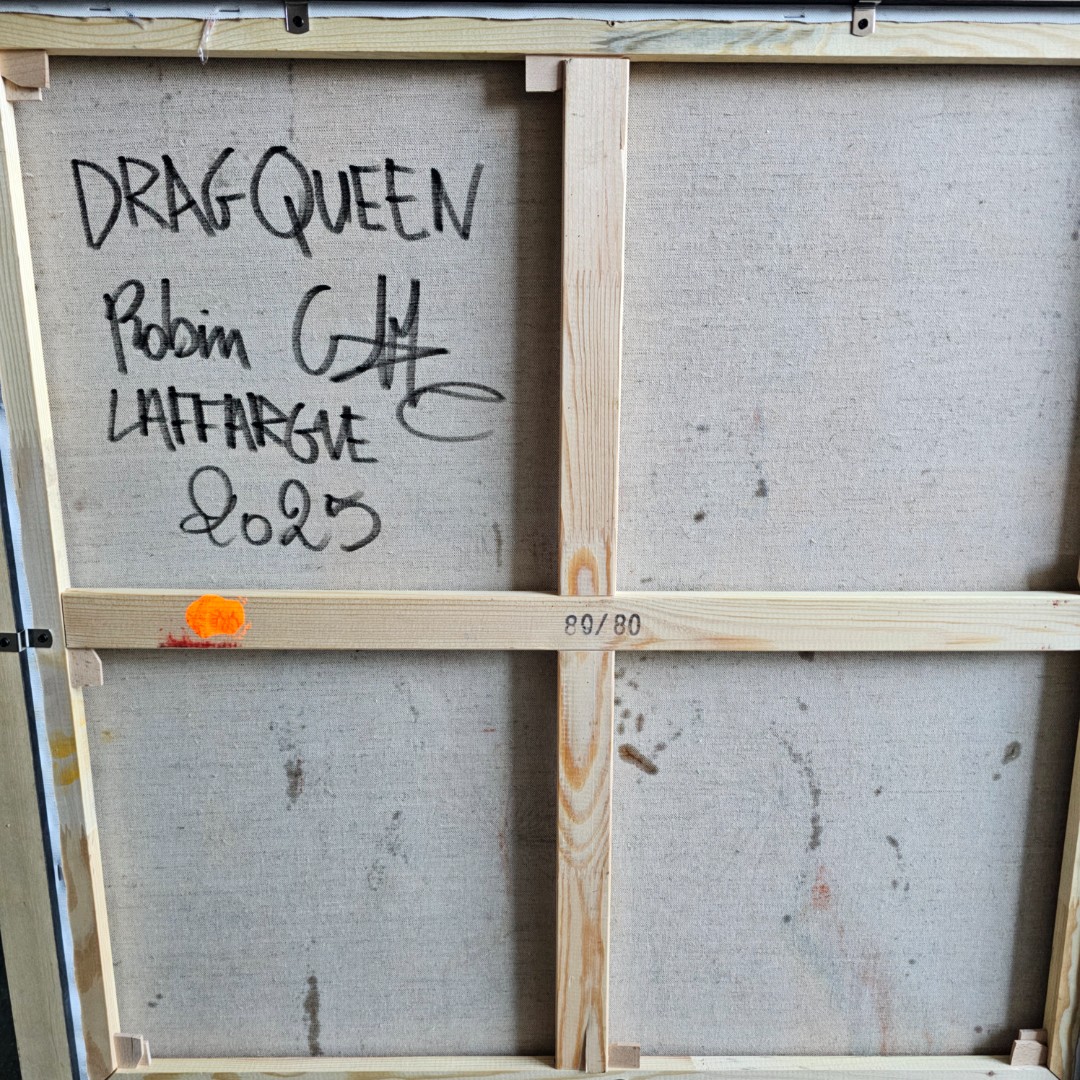 DRAGQUEEN
Robin
LAFFARGUE
2025
89/80